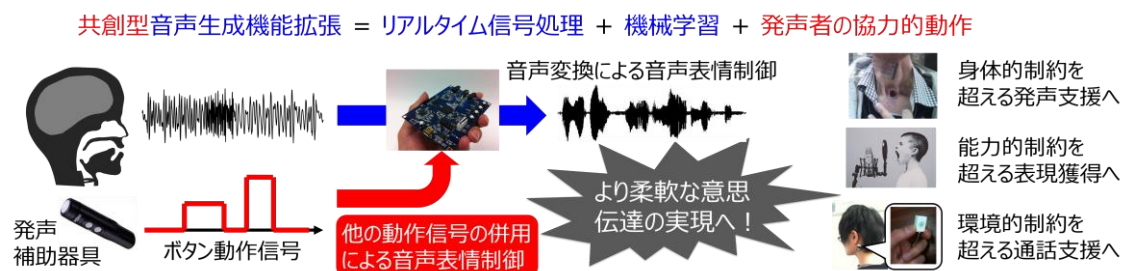 共創型音声生成機能拡張 = リアルタイム信号処理 + 機械学習 + 発声者の協力的動作
音声変換による音声表情制御
発声
補助器具
ボタン動作信号
他の動作信号の併用
による音声表情制御
より柔軟な意思
伝達の実現へ！
身体的制約を
超える発声支援へ
能力的制約を
超える表現獲得へ
環境的制約を
超える通話支援へ